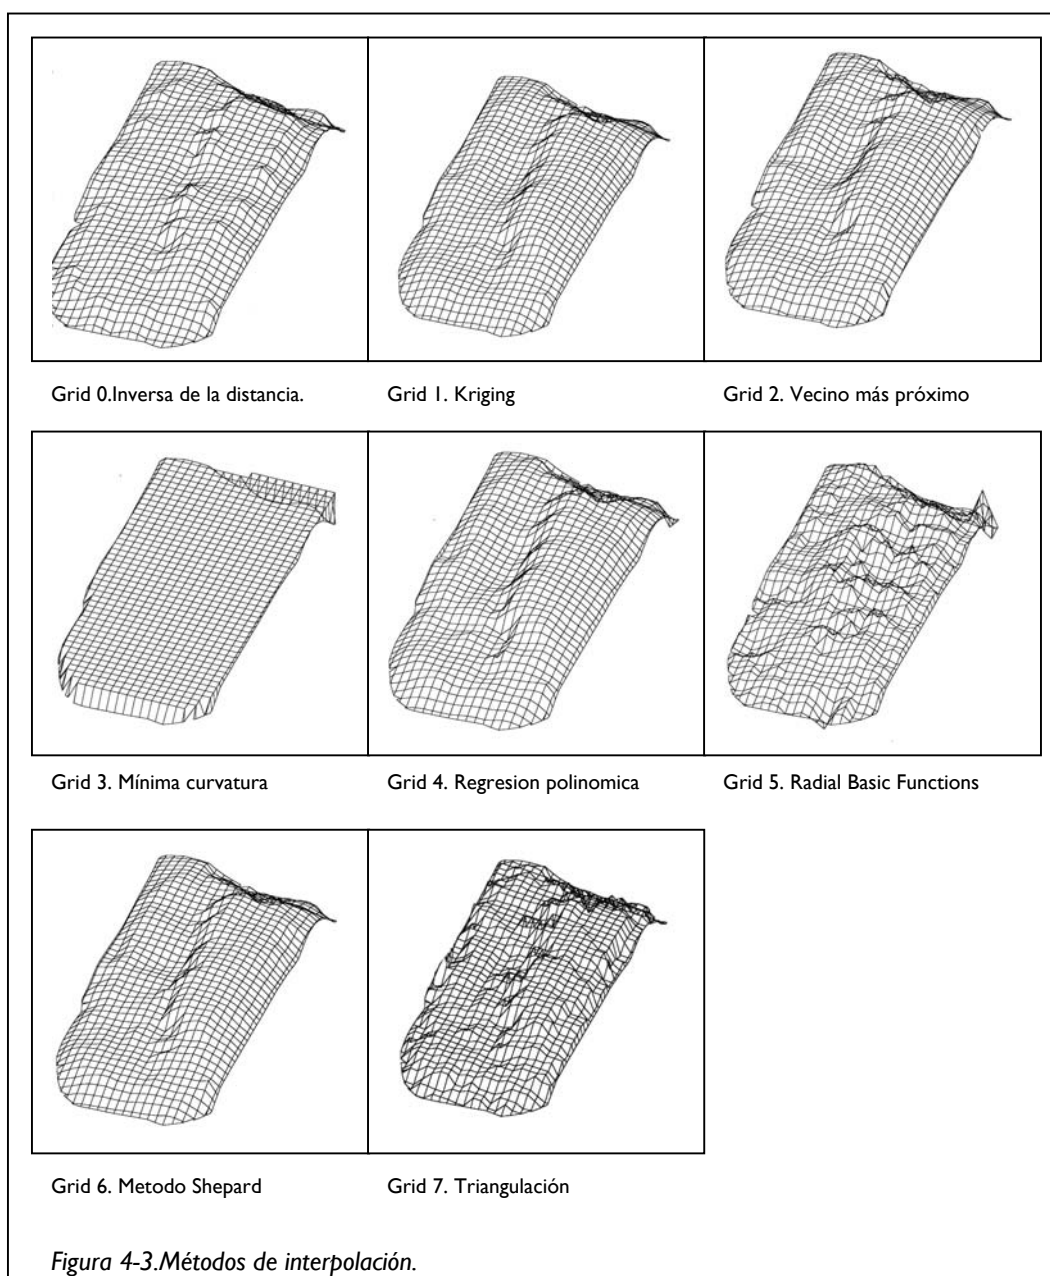 Grid 0.Inversa de la distancia.
Grid 1. Kriging
Grid 2. Vecino más próximo
Grid 3. Mínima curvatura
Grid 4. Regresion polinomica
Grid 5. Radial Basic Functions
Grid 6. Metodo Shepard
Grid 7. Triangulación
Figura 4-3.Métodos de interpolación.